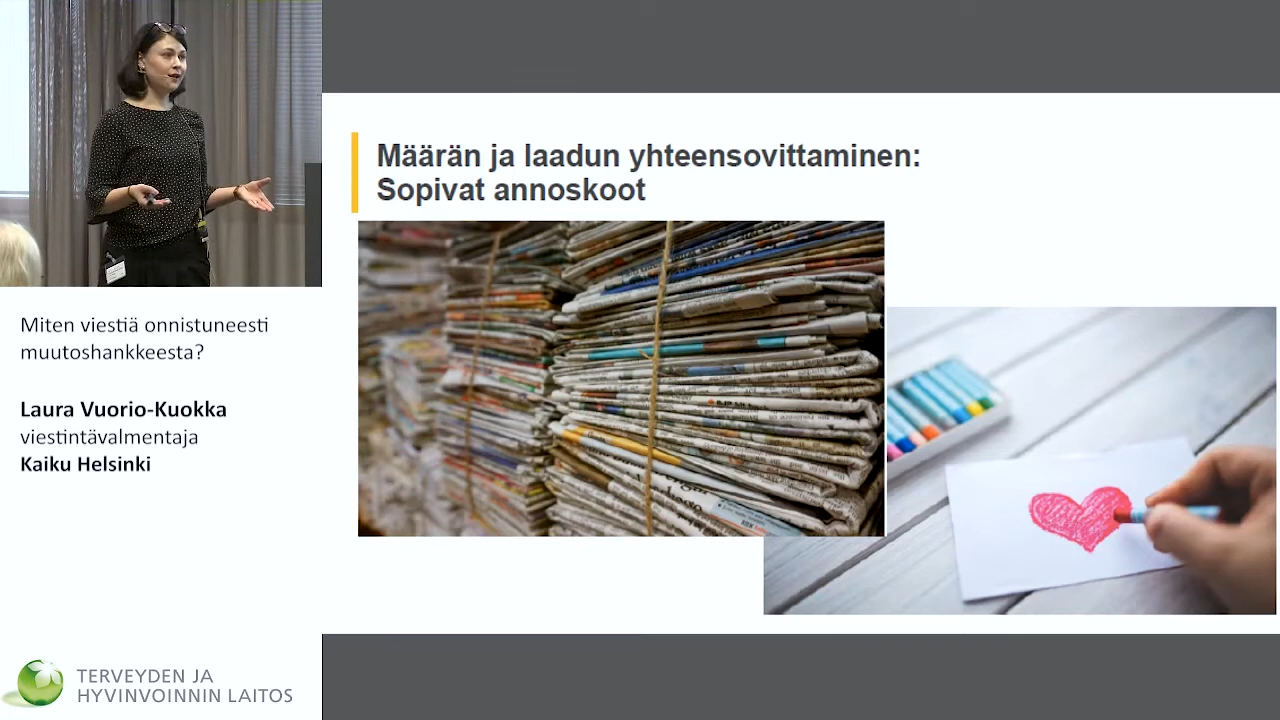 Määrän ja laadun yhteensovittaminen:
Sopivat annoskoot
Miten viestiä onnistuneesti
muutoshankkeesta?
Laura Vuorio-Kuokka
viestintävalmentaja
Kaiku Helsinki
TERVEYDEN JA
HYVINVOINNIN LAITOS